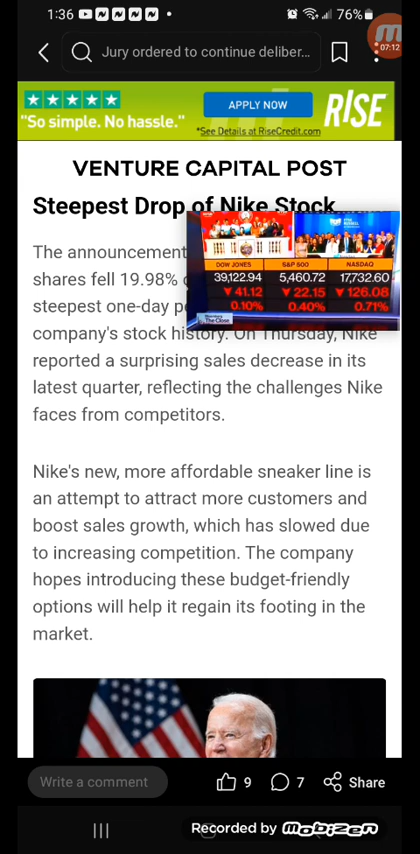 1:36
76%
Jury ordered to continue deliber...
07:12
"So simple. No hassle."
APPLY NOW
*See Details at RiseCredit.com
RISE
VENTURE CAPITAL POST
Steepest Drop of Nike Stock
The announcement
shares fell 19.98%
steepest one-day
company's stock history. On Thursday, Nike
reported a surprising sales decrease in its
latest quarter, reflecting the challenges Nike
faces from competitors.
DOW JONES S&P 500 NASDAQ
39,122.94 5,460.72 17,732.60
▼ 41.12 ▼ 22.15 ▼ 126.08
0.10% 0.40% 0.71%
The Close
Nike's new, more affordable sneaker line is
an attempt to attract more customers and
boost sales growth, which has slowed due
to increasing competition. The company
hopes introducing these budget-friendly
options will help it regain its footing in the
market.
Write a comment
9
7
Share
Recorded by Mobizen